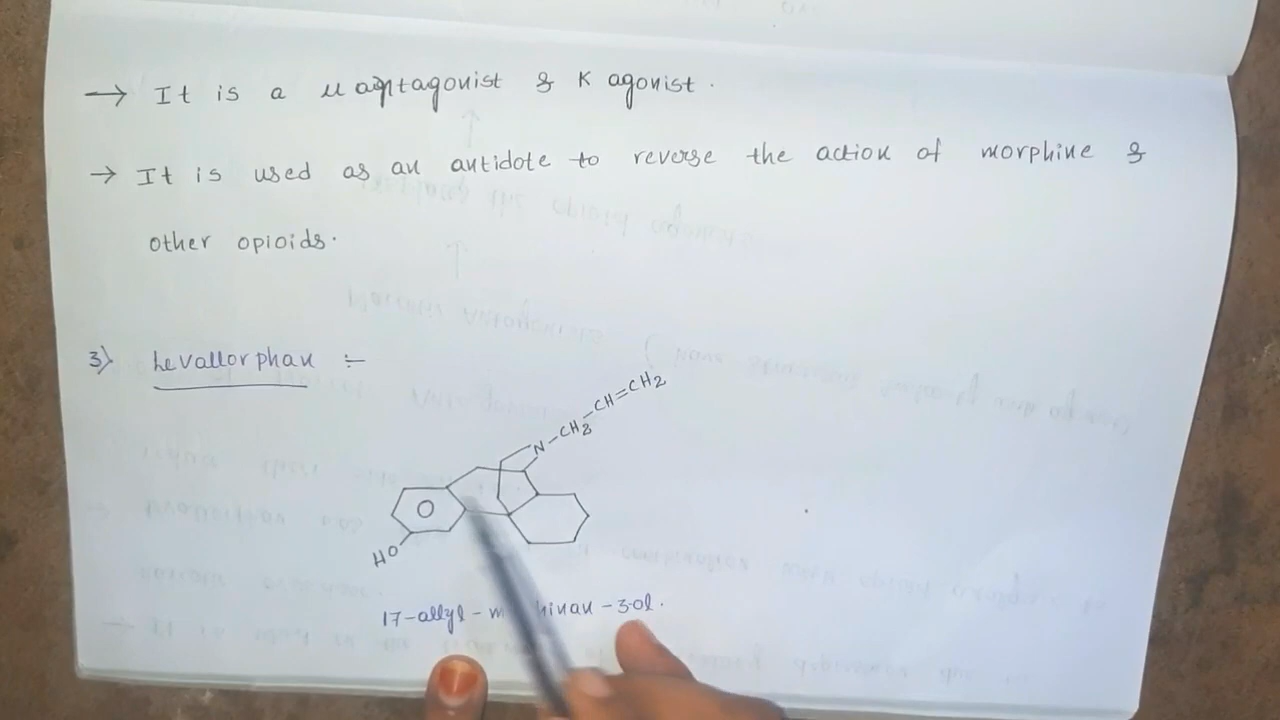 → It is a μ antagonist & K agonist.
→ It is used as an antidote to reverse the action of morphine &
other opioids.
3) Levallorphan :-
N-CH2-CH=CH2
HO
17-allyl-m hinan-3-ol.